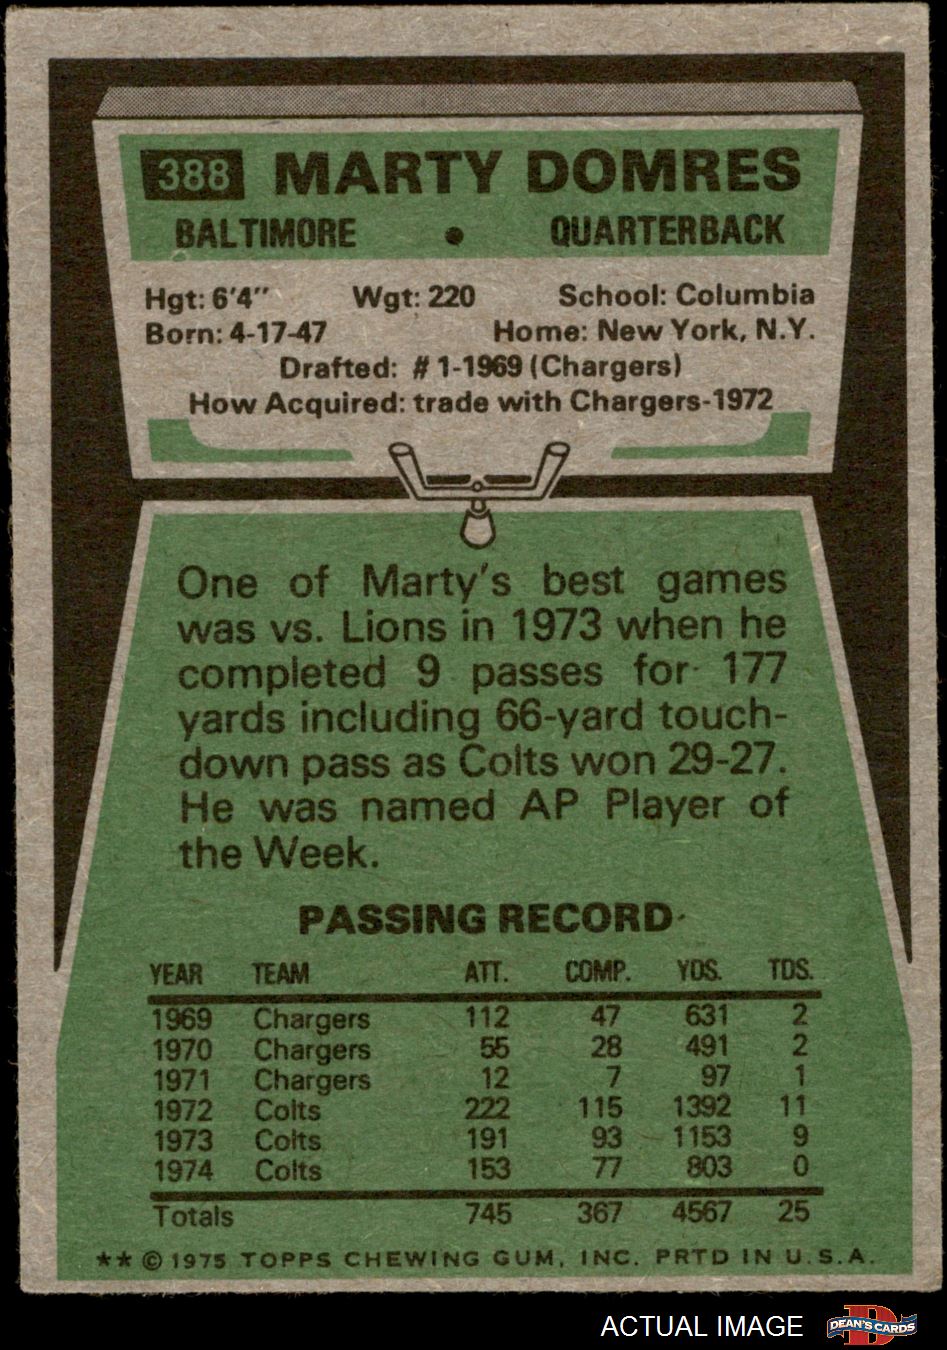 388 MARTY DOMRES
BALTIMORE • QUARTERBACK
Hgt: 6'4" Wgt: 220 School: Columbia
Born: 4-17-47 Home: New York, N.Y.
Drafted: # 1-1969 (Chargers)
How Acquired: trade with Chargers-1972
One of Marty's best games
was vs. Lions in 1973 when he
completed 9 passes for 177
yards including 66-yard touch-
down pass as Colts won 29-27.
He was named AP Player of
the Week.
PASSING RECORD
YEAR TEAM ATT. COMP. YDS. TDS.
1969 Chargers 112 47 631 2
1970 Chargers 55 28 491 2
1971 Chargers 12 7 97 1
1972 Colts 222 115 1392 11
1973 Colts 191 93 1153 9
1974 Colts 153 77 803 0
Totals 745 367 4567 25
** © 1975 TOPPS CHEWING GUM, INC. PRTD IN U.S.A.
ACTUAL IMAGE D DEAN'S CARDS